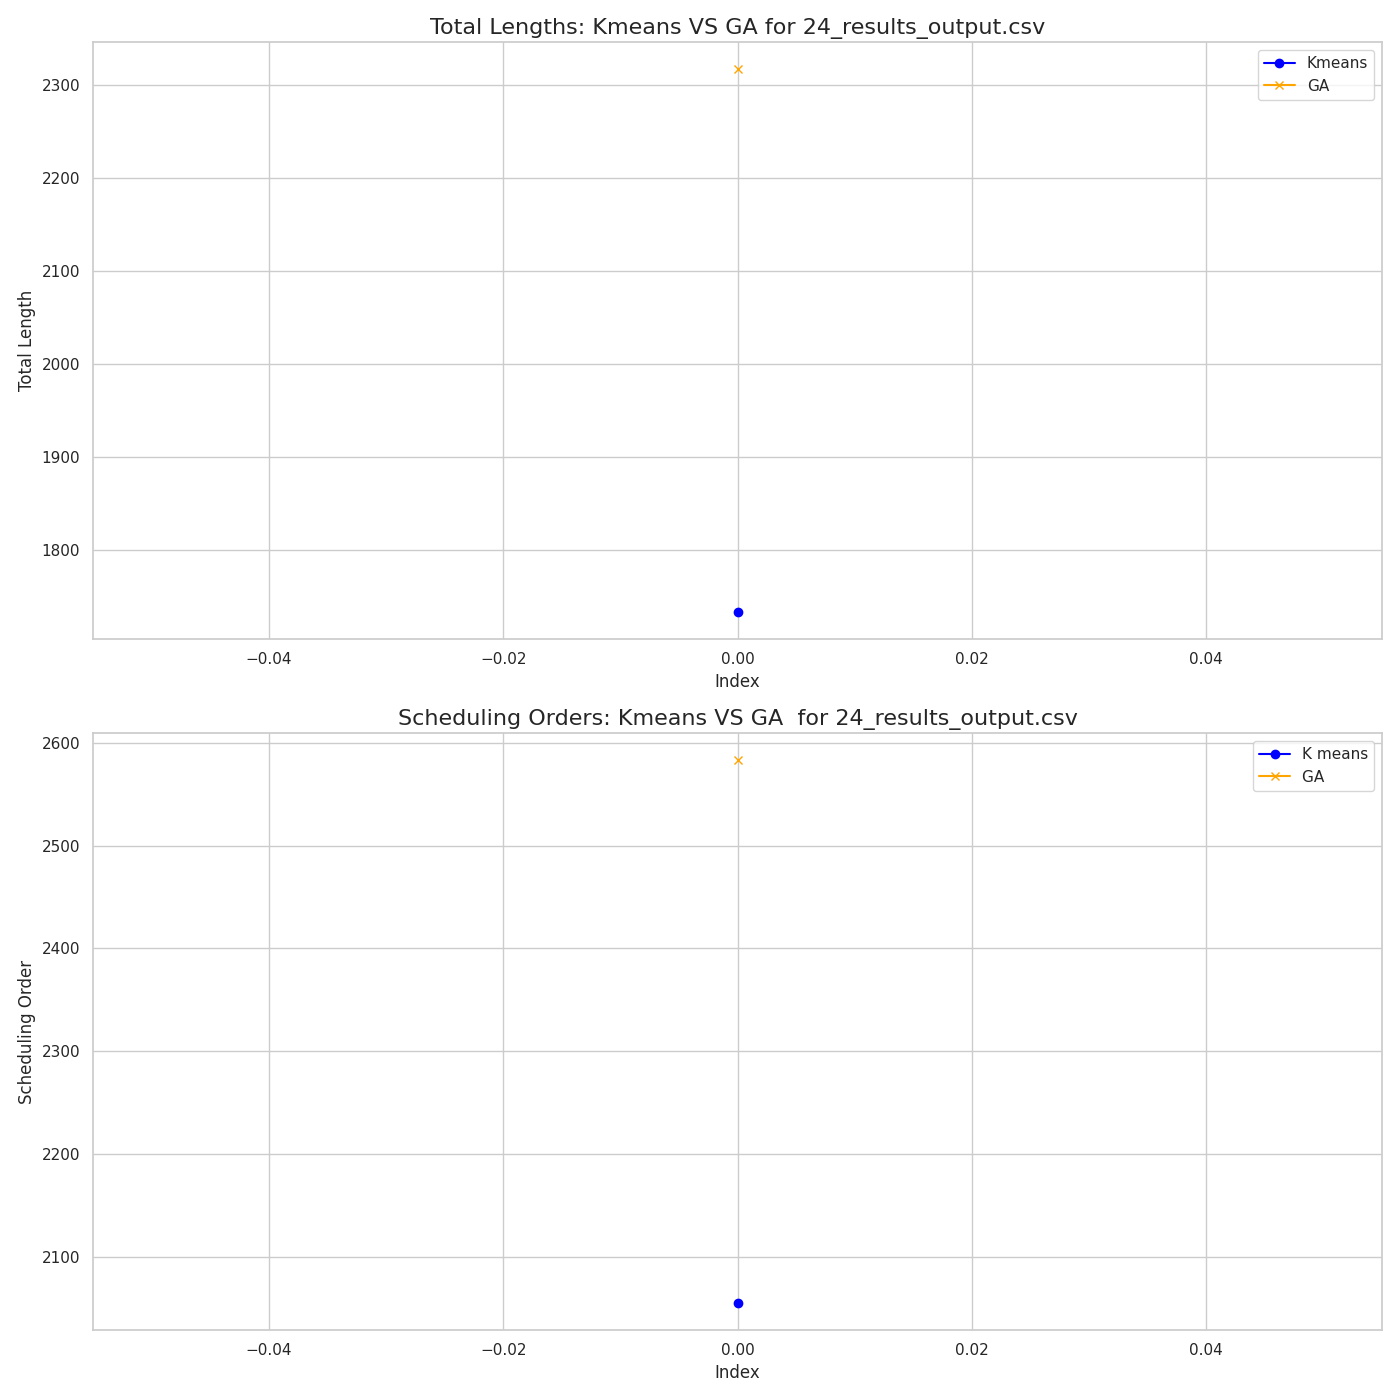 Total Lengths: Kmeans VS GA for 24_results_output.csv
Kmeans
GA
2300
2200
2100
2000
1900
1800
Total Length
−0.04 −0.02 0.00 0.02 0.04
Index
Scheduling Orders: Kmeans VS GA  for 24_results_output.csv
K means
GA
2600
2500
2400
2300
2200
2100
Scheduling Order
−0.04 −0.02 0.00 0.02 0.04
Index